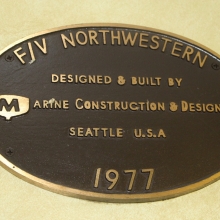 F/V NORTHWESTERN
DESIGNED & BUILT BY
MARINE CONSTRUCTION & DESIGN
SEATTLE U.S.A
1977